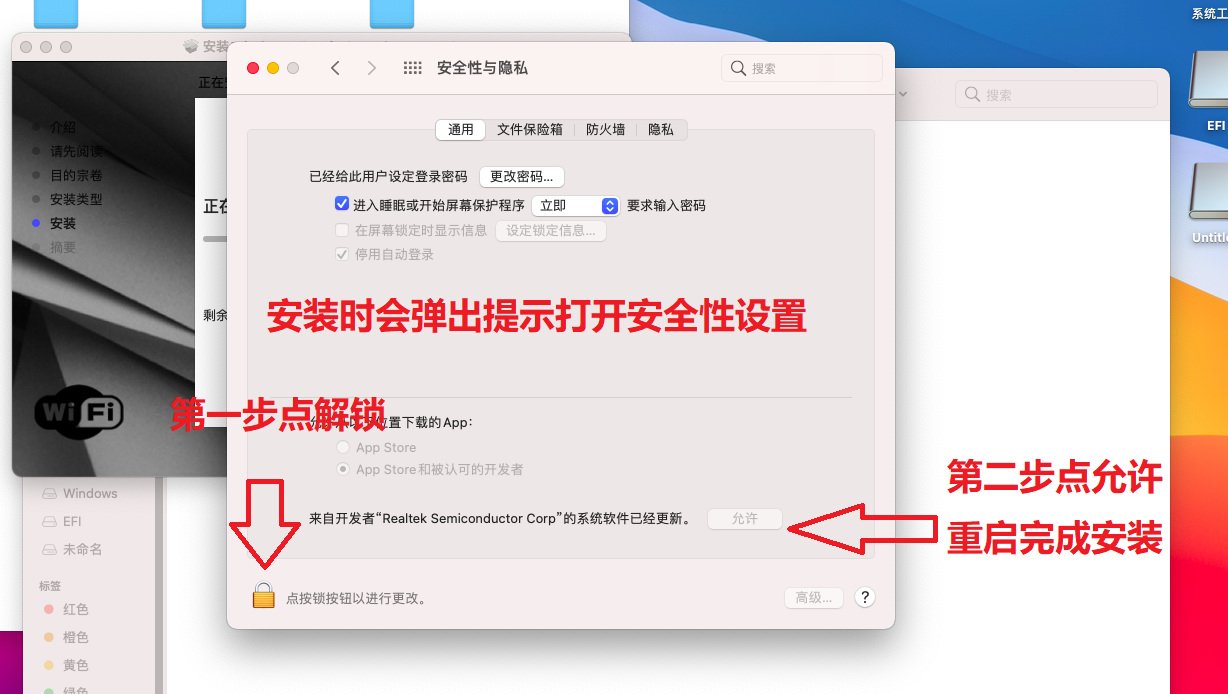 系统工
安装
安全性与隐私
搜索
搜索
正在
EFI
通用
文件保险箱
防火墙
隐私
介绍
请先阅读
目的宗卷
安装类型
安装
摘要
已经给此用户设定登录密码
更改密码...
进入睡眠或开始屏幕保护程序
立即
要求输入密码
正在
在屏幕锁定时显示信息
设定锁定信息...
停用自动登录
Untitle
剩余
安装时会弹出提示打开安全性设置
WiFi
第一步点解锁
位置下载的App:
App Store
App Store 和被认可的开发者
第二步点允许
Windows
EFI
未命名
来自开发者“Realtek Semiconductor Corp”的系统软件已经更新。
允许
重启完成安装
标签
红色
橙色
黄色
绿色
点按锁按钮以进行更改。
高级...
?